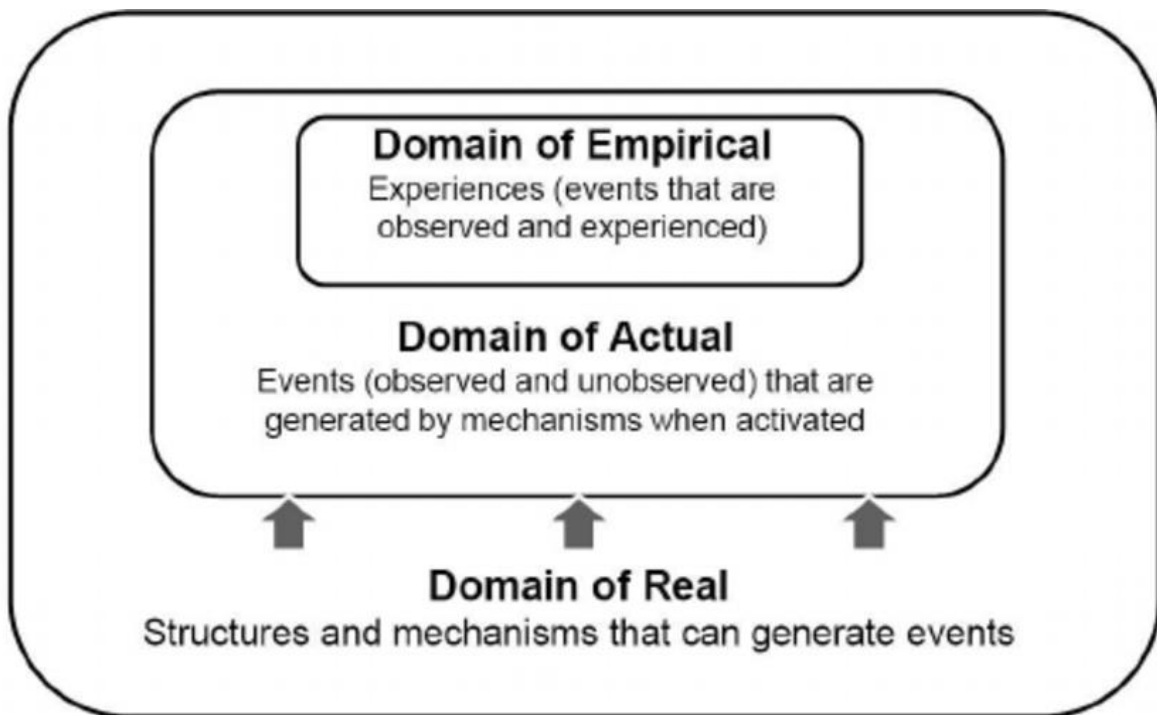 Domain of Empirical
Experiences (events that are
observed and experienced)
Domain of Actual
Events (observed and unobserved) that are
generated by mechanisms when activated
Domain of Real
Structures and mechanisms that can generate events